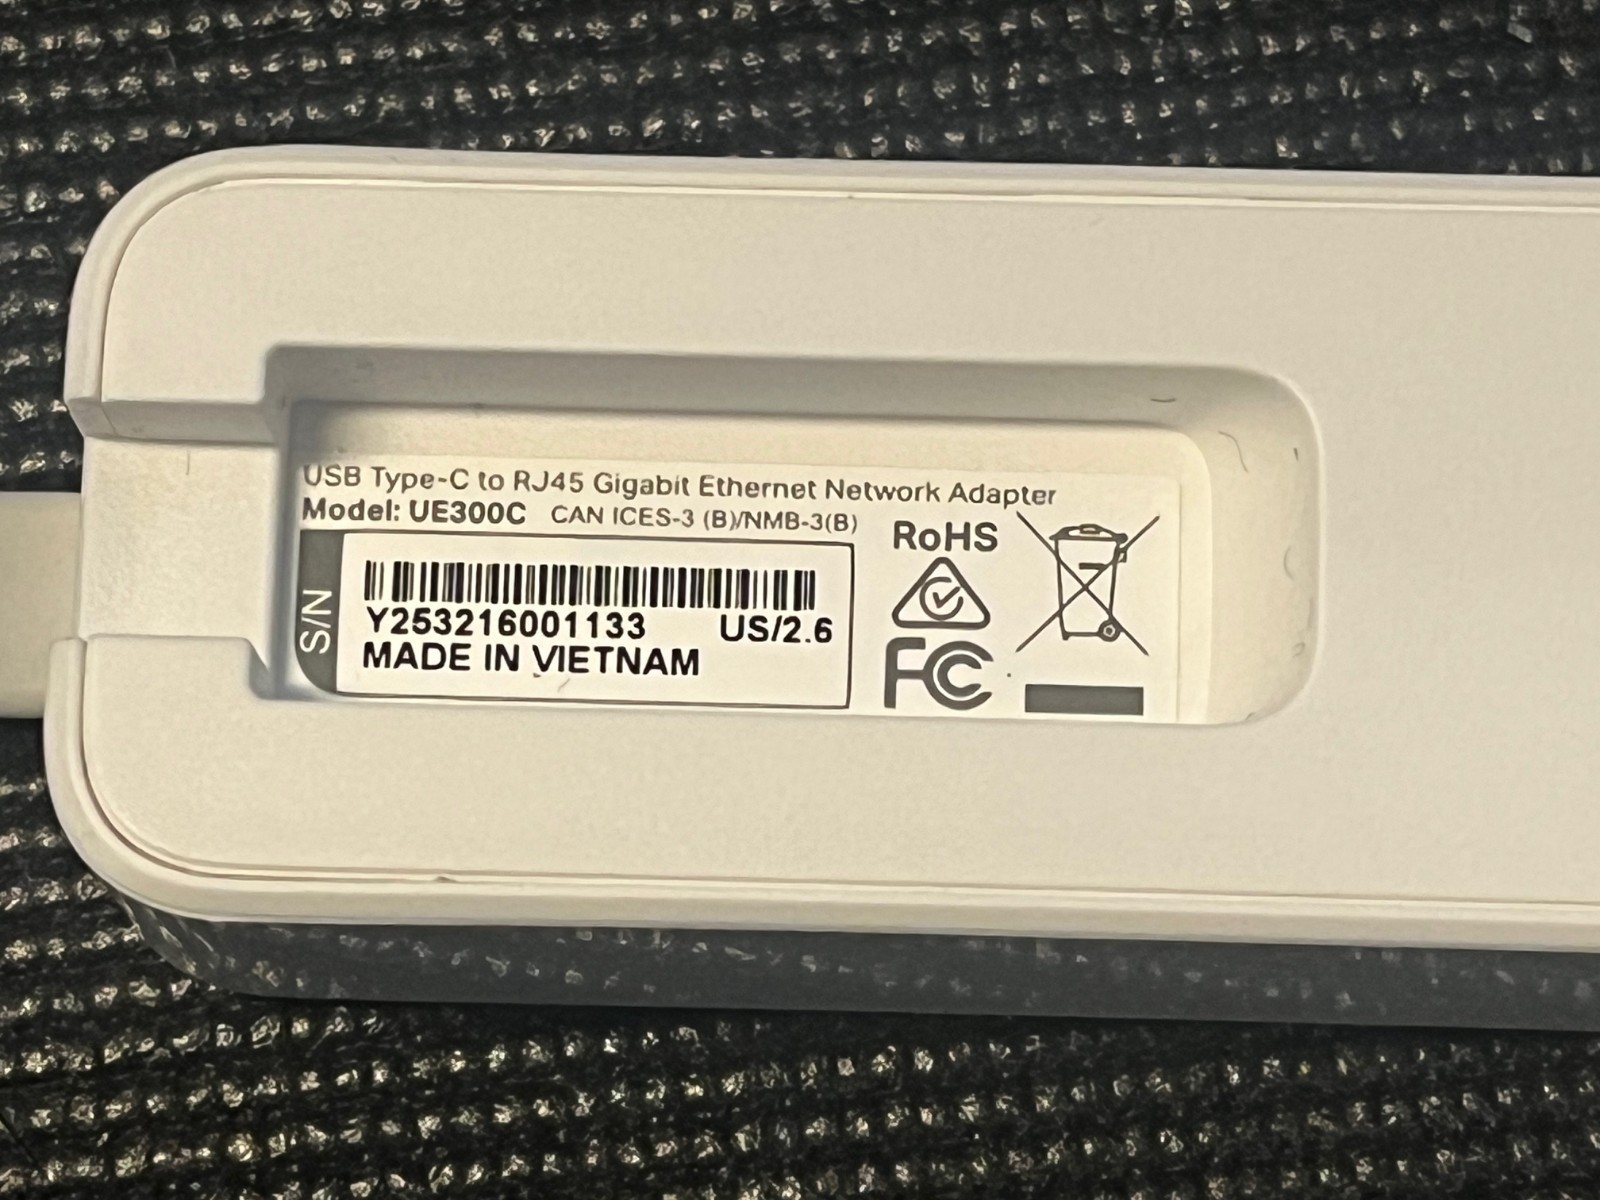 USB Type-C to RJ45 Gigabit Ethernet Network Adapter
Model: UE300C CAN ICES-3 (B)/NMB-3(B)
RoHS
S/N
Y253216001133 US/2.6
MADE IN VIETNAM
FC